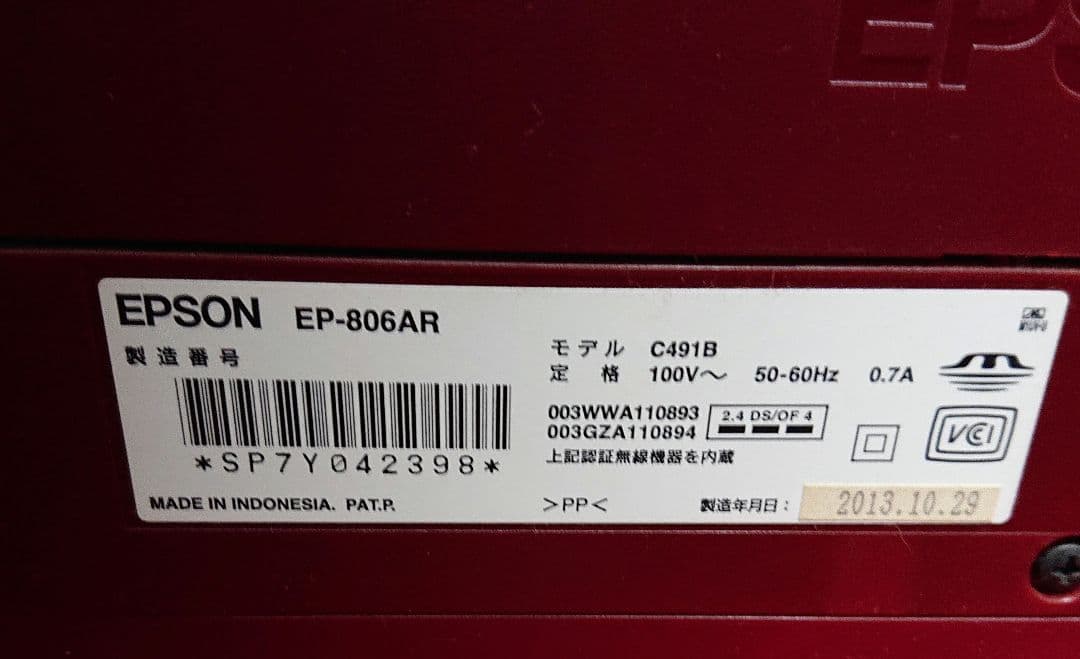 EPS
EPSON EP-806AR
製造番号
*SP7Y042398*
MADE IN INDONESIA. PAT.P.
モデル C491B
定格 100V～ 50-60Hz 0.7A
003WWA110893
003GZA110894
2.4 DS/OF 4
上記認証無線機器を内蔵
>PP<
製造年月日：2013.10.29
VCI